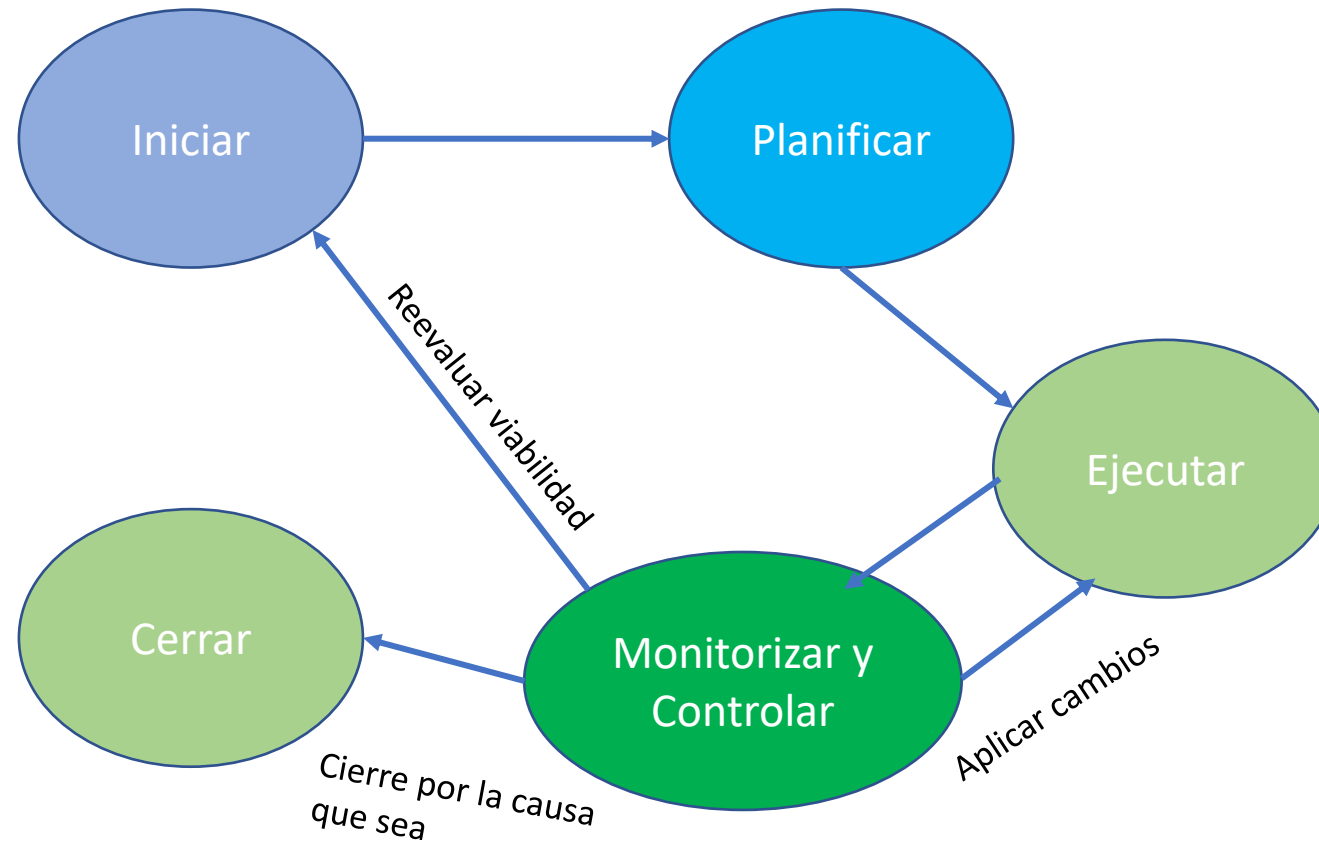 Iniciar
Planificar
Reevaluar viabilidad
Ejecutar
Cerrar
Monitorizar y
Controlar
Aplicar cambios
Cierre por la causa
que sea